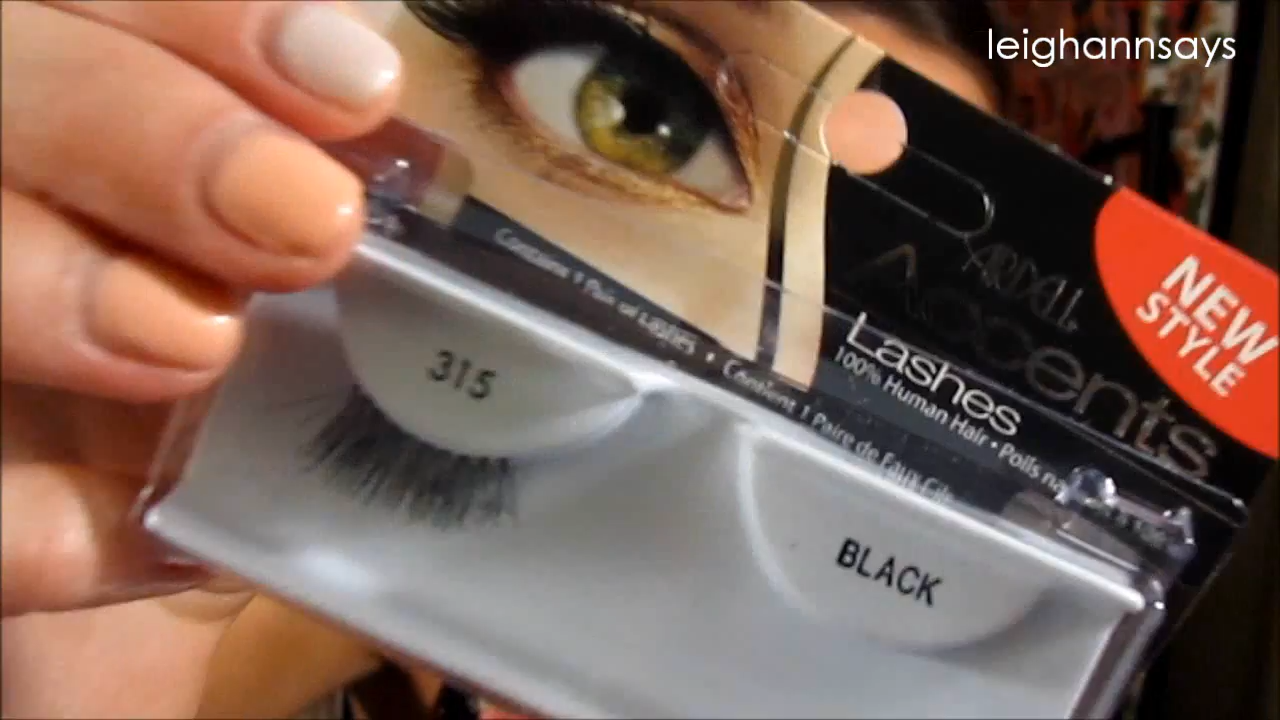 leighannsays
ARDELL
Accents
Lashes
100% Human Hair • Poils
NEW
STYLE
Contains 1 Pair of Lashes • Contient 1 Paire de Faux-Cils
315
BLACK